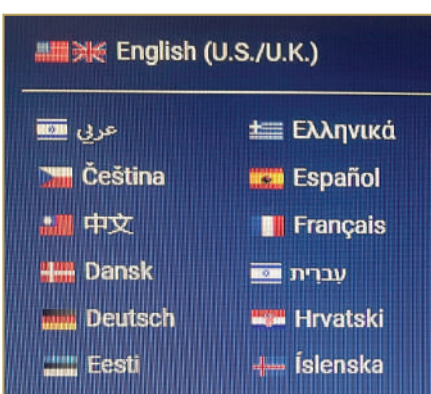 English (U.S./U.K.)
عربي
Ελληνικά
Čeština
Español
中文
Français
Dansk
עברית
Deutsch
Hrvatski
Eesti
Íslenska